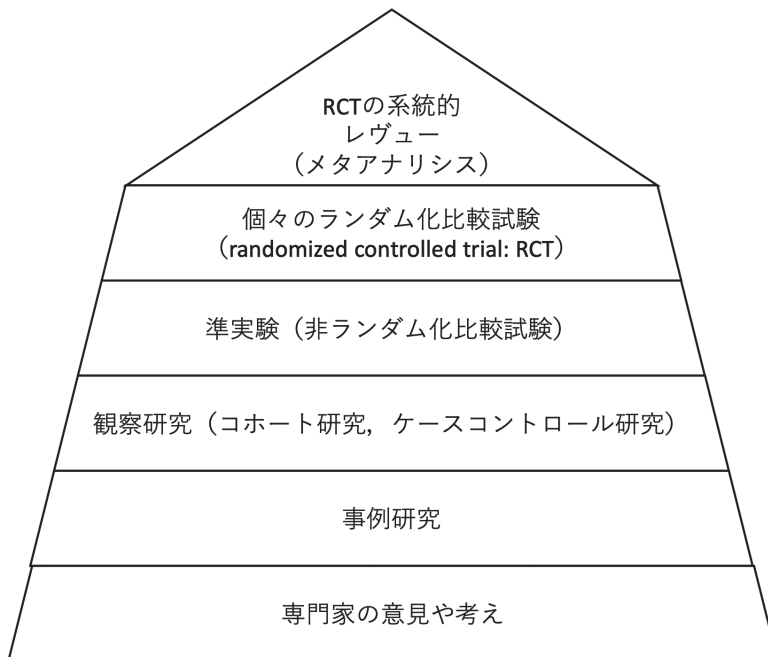 RCTの系統的
レヴュー
（メタアナリシス）
個々のランダム化比較試験
（randomized controlled trial: RCT）
準実験（非ランダム化比較試験）
観察研究（コホート研究，ケースコントロール研究）
事例研究
専門家の意見や考え